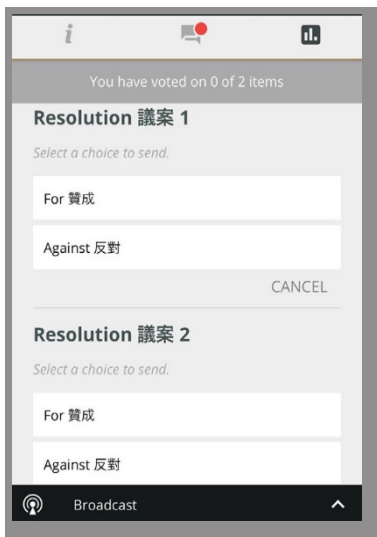 You have voted on 0 of 2 items
Resolution 議案 1
Select a choice to send.
For 贊成
Against 反對
CANCEL
Resolution 議案 2
Select a choice to send.
For 贊成
Against 反對
Broadcast